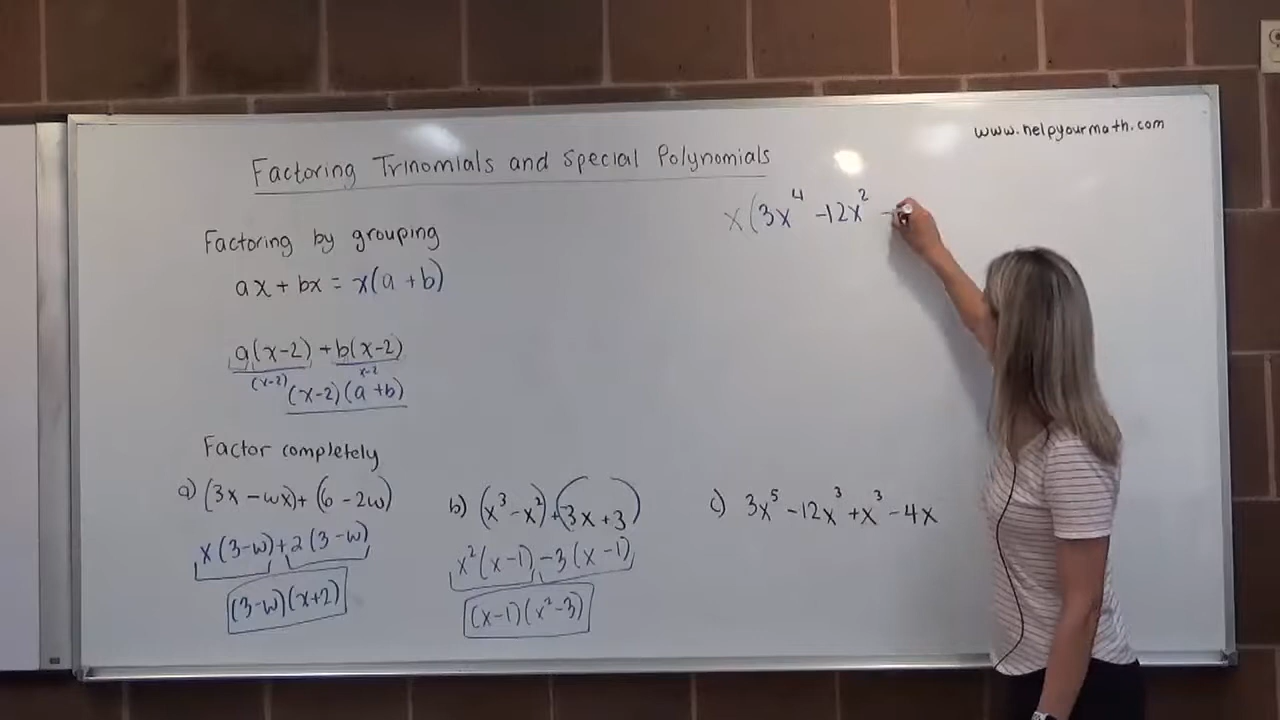 www.helpyourmath.com
Factoring Trinomials and Special Polynomials
x(3x⁴ -12x²
Factoring by grouping
ax + bx = x(a + b)
a(x-2) + b(x-2)
(x-2) x-2
(x-2)(a+b)
Factor completely
a) (3x - wx) + (6 - 2w)
x(3-w) + 2(3-w)
(3-w)(x+2)
b) (x³ - x²) + (3x + 3)
x²(x-1) - 3(x-1)
(x-1)(x²-3)
c) 3x⁵ - 12x³ + x³ - 4x